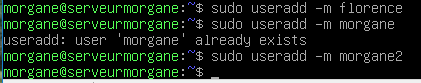 morgane@serveurmorgane:~$ sudo useradd -m florence
morgane@serveurmorgane:~$ sudo useradd -m morgane
useradd: user 'morgane' already exists
morgane@serveurmorgane:~$ sudo useradd -m morgane2
morgane@serveurmorgane:~$